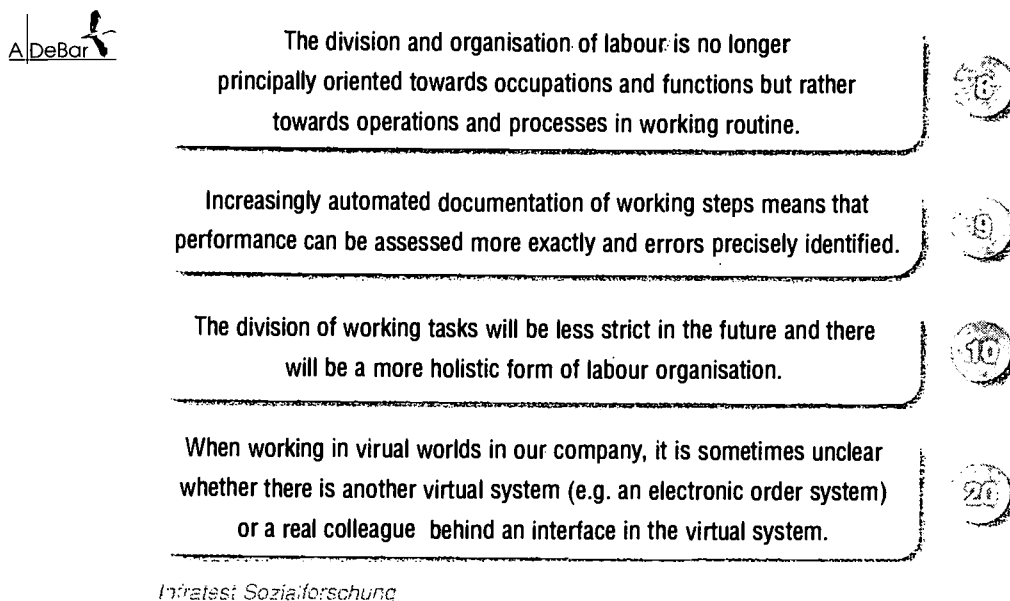 A DeBar
The division and organisation of labour is no longer
principally oriented towards occupations and functions but rather
towards operations and processes in working routine.
8
Increasingly automated documentation of working steps means that
performance can be assessed more exactly and errors precisely identified.
9
The division of working tasks will be less strict in the future and there
will be a more holistic form of labour organisation.
10
When working in virual worlds in our company, it is sometimes unclear
whether there is another virtual system (e.g. an electronic order system)
or a real colleague behind an interface in the virtual system.
20
Infratest Sozialforschung